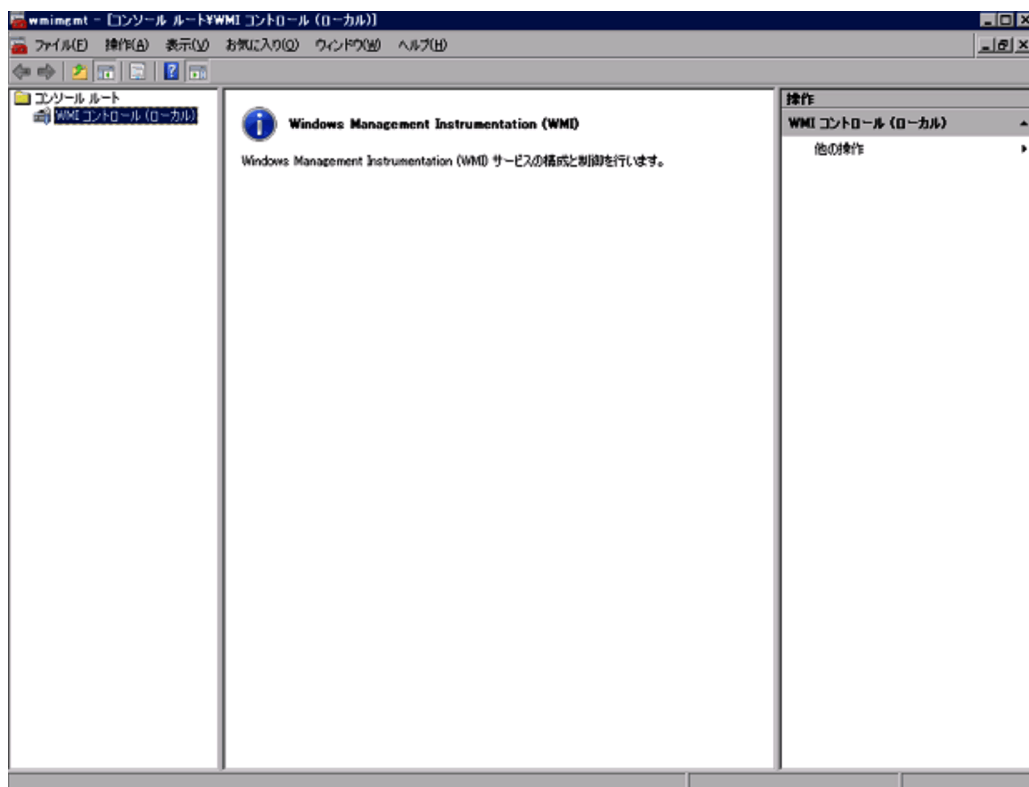 wmimgmt - [コンソール ルート¥WMI コントロール (ローカル)]
ファイル(F) 操作(A) 表示(V) お気に入り(O) ウィンドウ(W) ヘルプ(H)
コンソール ルート
WMI コントロール (ローカル)
Windows Management Instrumentation (WMI)
Windows Management Instrumentation (WMI) サービスの構成と制御を行います。
操作
WMI コントロール (ローカル)
他の操作